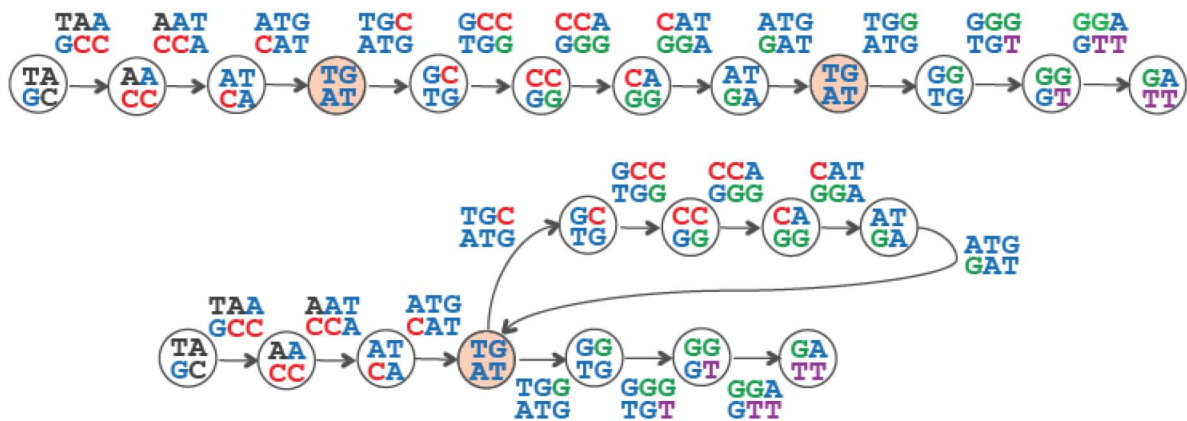 TAA AAT ATG TGC GCC CCA CAT ATG TGG GGG GGA
GCC CCA CAT ATG TGG GGG GGA GAT ATG TGT GTT
TA AA AT TG GC CC CA AT TG GG GG GA
GC CC CA AT TG GG GG GA AT TG GT TT
GCC CCA CAT
TGG GGG GGA
TGC GC CC CA AT
ATG TG GG GG GA
ATG
GAT
TAA AAT ATG
GCC CCA CAT
TA AA AT TG GG GG GA
GC CC CA AT TG GT TT
TGG GGG GGA
ATG TGT GTT